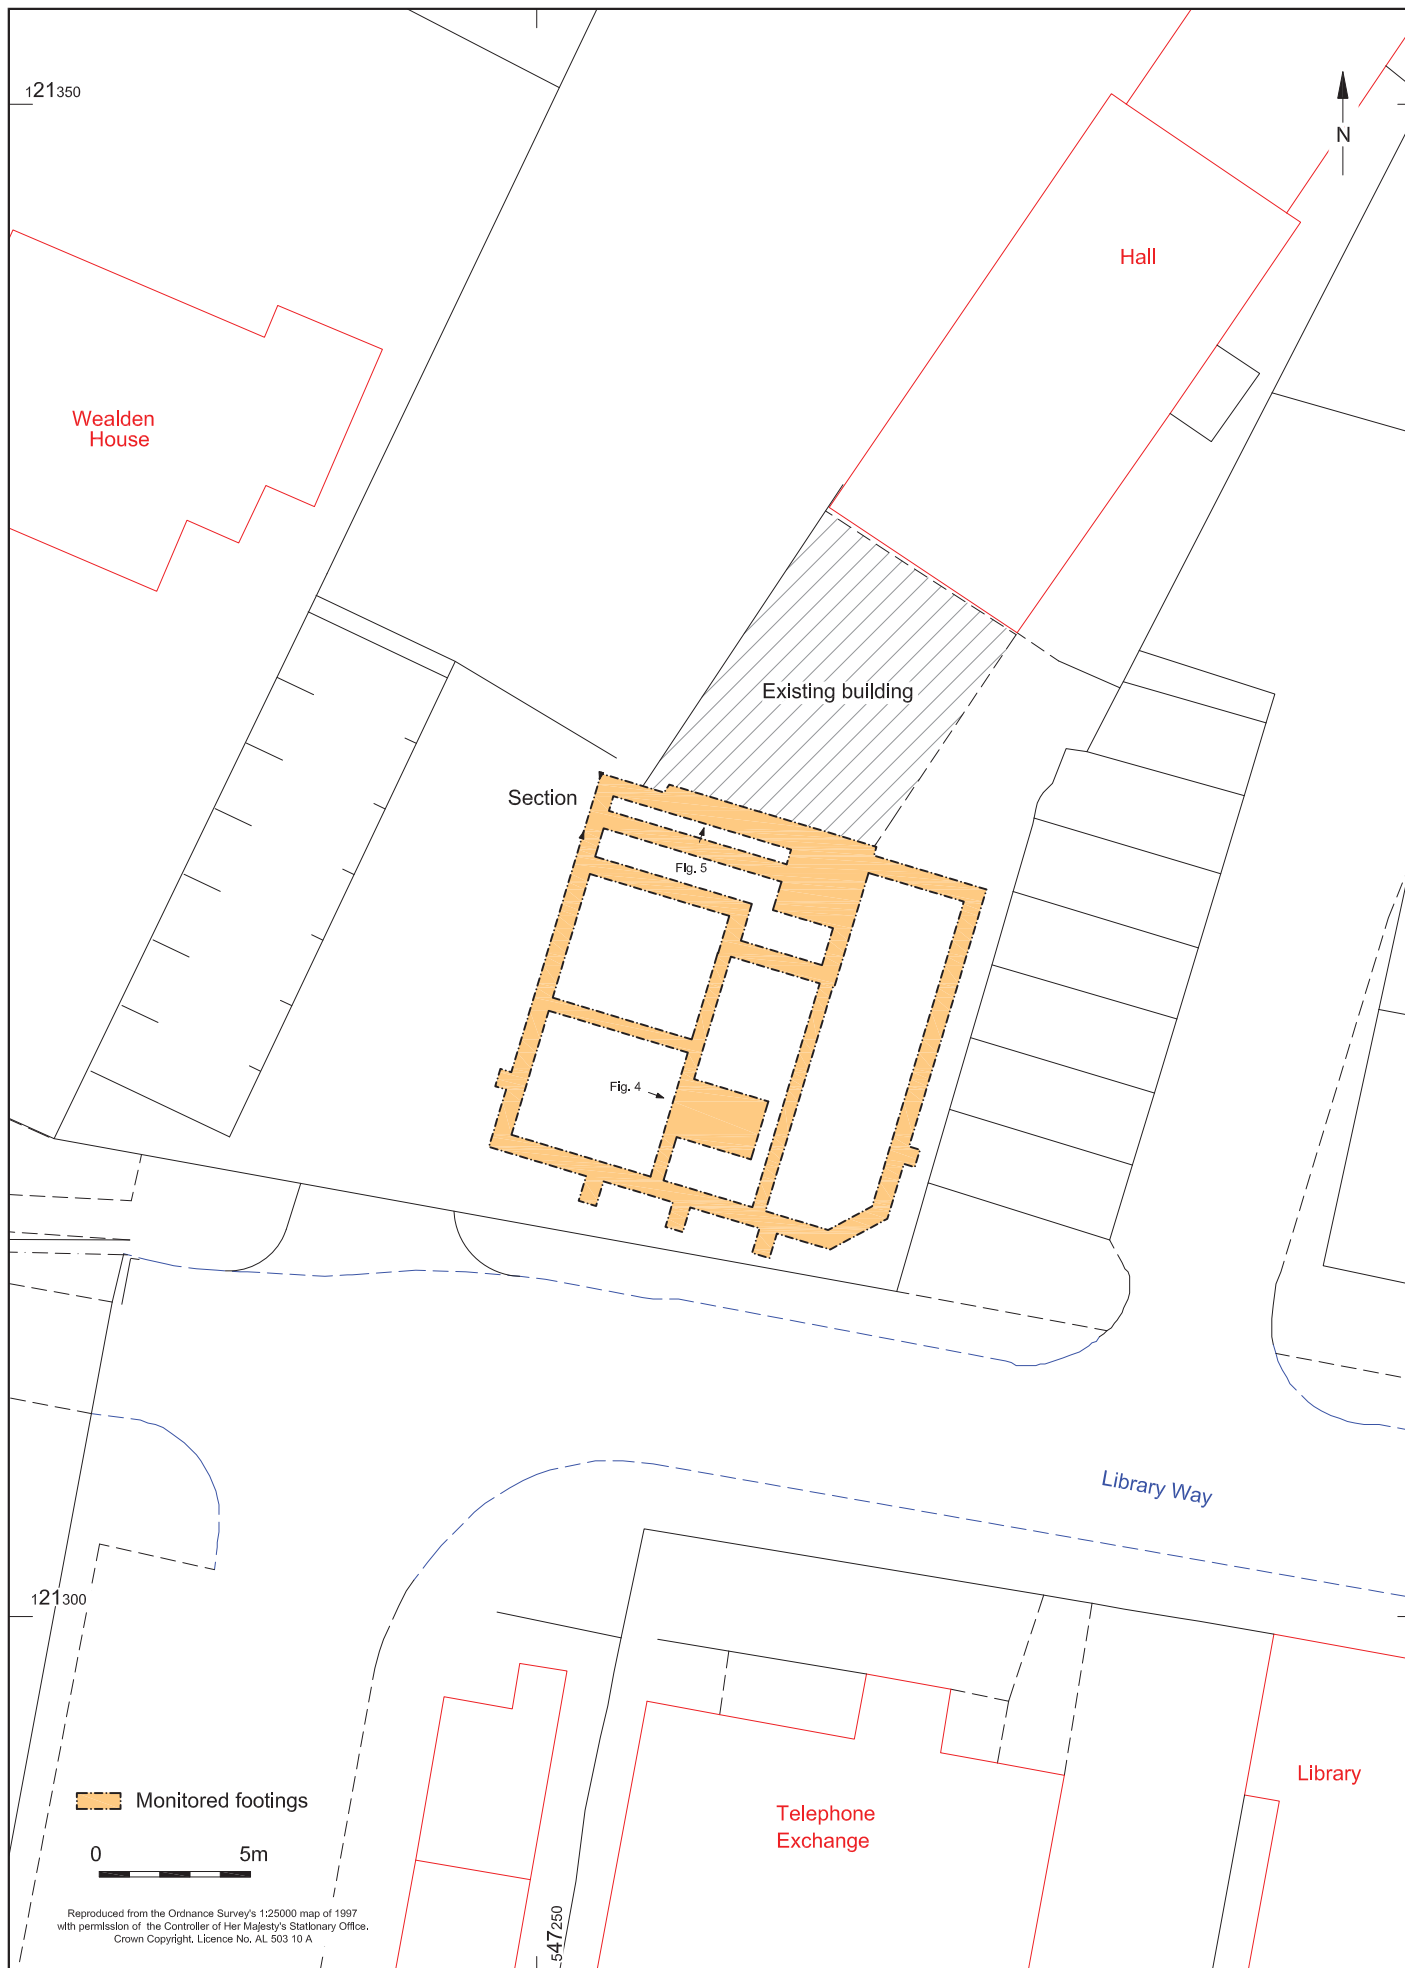 121350
N
Hall
Wealden
House
Existing building
Section
Fig. 5
Fig. 4
Library Way
121300
Library
Monitored footings
Telephone
Exchange
0 5m
Reproduced from the Ordnance Survey's 1:25000 map of 1997
with permission of the Controller of Her Majesty's Stationary Office.
Crown Copyright. Licence No. AL 503 10 A
547250